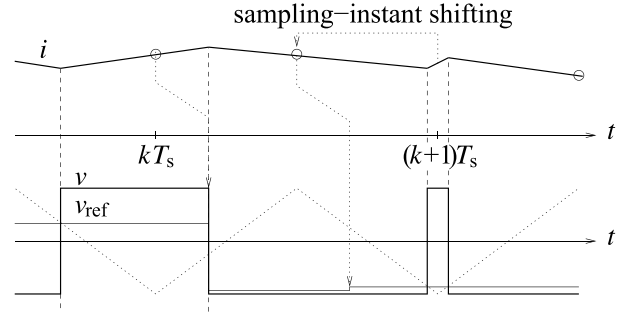 sampling−instant shifting
i
t
kTs
(k+1)Ts
v
vref
t